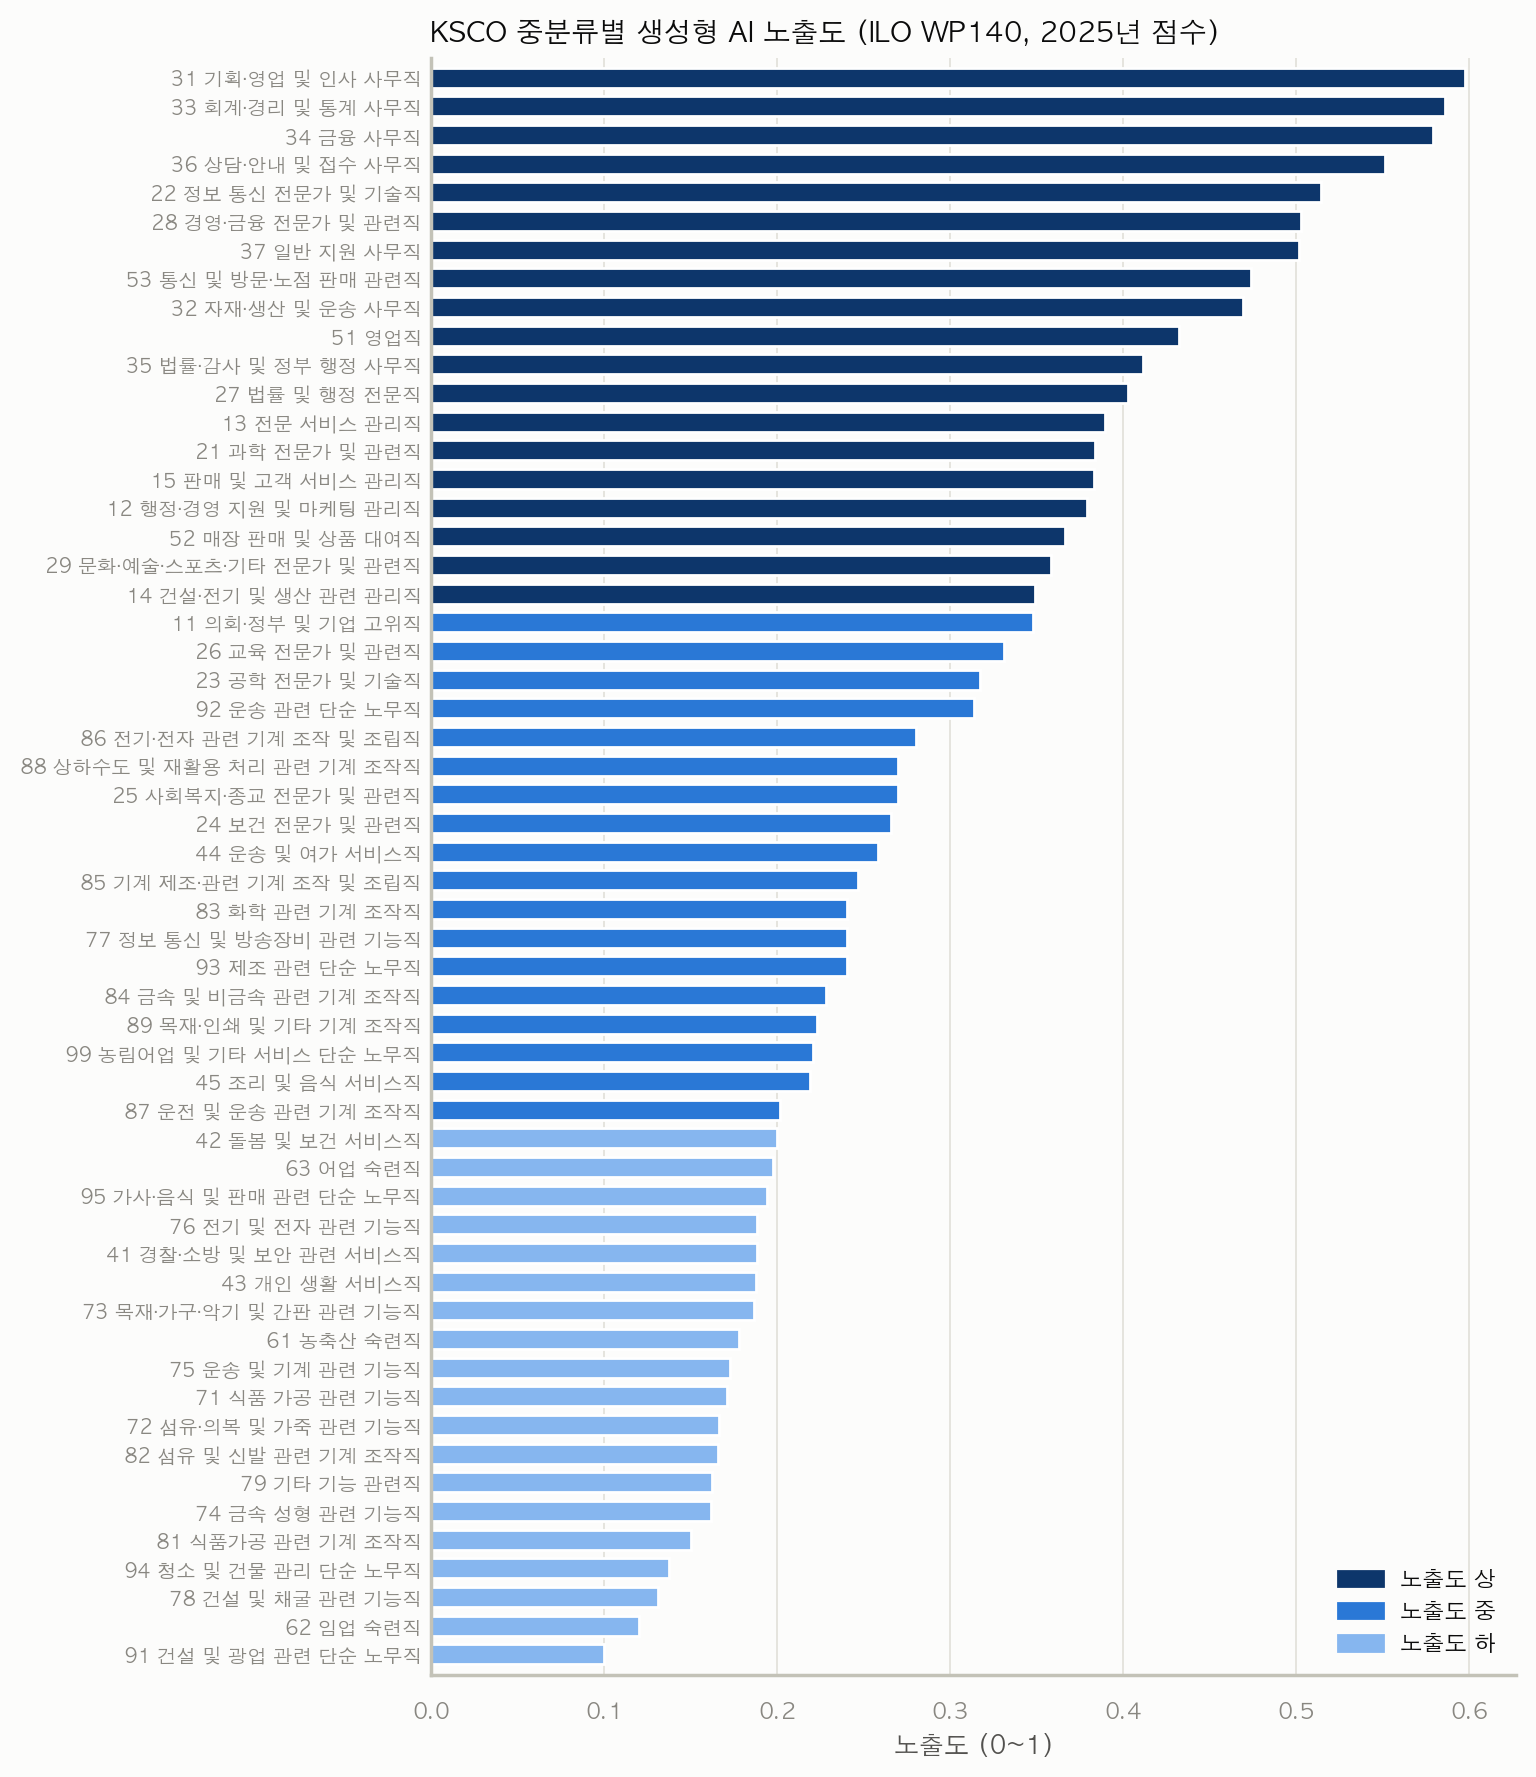 KSCO 중분류별 생성형 AI 노출도 (ILO WP140, 2025년 점수)
31 기획·영업 및 인사 사무직
33 회계·경리 및 통계 사무직
34 금융 사무직
36 상담·안내 및 접수 사무직
22 정보 통신 전문가 및 기술직
28 경영·금융 전문가 및 관련직
37 일반 지원 사무직
53 통신 및 방문·노점 판매 관련직
32 자재·생산 및 운송 사무직
51 영업직
35 법률·감사 및 정부 행정 사무직
27 법률 및 행정 전문직
13 전문 서비스 관리직
21 과학 전문가 및 관련직
15 판매 및 고객 서비스 관리직
12 행정·경영 지원 및 마케팅 관리직
52 매장 판매 및 상품 대여직
29 문화·예술·스포츠·기타 전문가 및 관련직
14 건설·전기 및 생산 관련 관리직
11 의회·정부 및 기업 고위직
26 교육 전문가 및 관련직
23 공학 전문가 및 기술직
92 운송 관련 단순 노무직
86 전기·전자 관련 기계 조작 및 조립직
88 상하수도 및 재활용 처리 관련 기계 조작직
25 사회복지·종교 전문가 및 관련직
24 보건 전문가 및 관련직
44 운송 및 여가 서비스직
85 기계 제조·관련 기계 조작 및 조립직
83 화학 관련 기계 조작직
77 정보 통신 및 방송장비 관련 기능직
93 제조 관련 단순 노무직
84 금속 및 비금속 관련 기계 조작직
89 목재·인쇄 및 기타 기계 조작직
99 농림어업 및 기타 서비스 단순 노무직
45 조리 및 음식 서비스직
87 운전 및 운송 관련 기계 조작직
42 돌봄 및 보건 서비스직
63 어업 숙련직
95 가사·음식 및 판매 관련 단순 노무직
76 전기 및 전자 관련 기능직
41 경찰·소방 및 보안 관련 서비스직
43 개인 생활 서비스직
73 목재·가구·악기 및 간판 관련 기능직
61 농축산 숙련직
75 운송 및 기계 관련 기능직
71 식품 가공 관련 기능직
72 섬유·의복 및 가죽 관련 기능직
82 섬유 및 신발 관련 기계 조작직
79 기타 기능 관련직
74 금속 성형 관련 기능직
81 식품가공 관련 기계 조작직
94 청소 및 건물 관리 단순 노무직
78 건설 및 채굴 관련 기능직
62 임업 숙련직
91 건설 및 광업 관련 단순 노무직
노출도 상
노출도 중
노출도 하
0.0 0.1 0.2 0.3 0.4 0.5 0.6
노출도 (0~1)